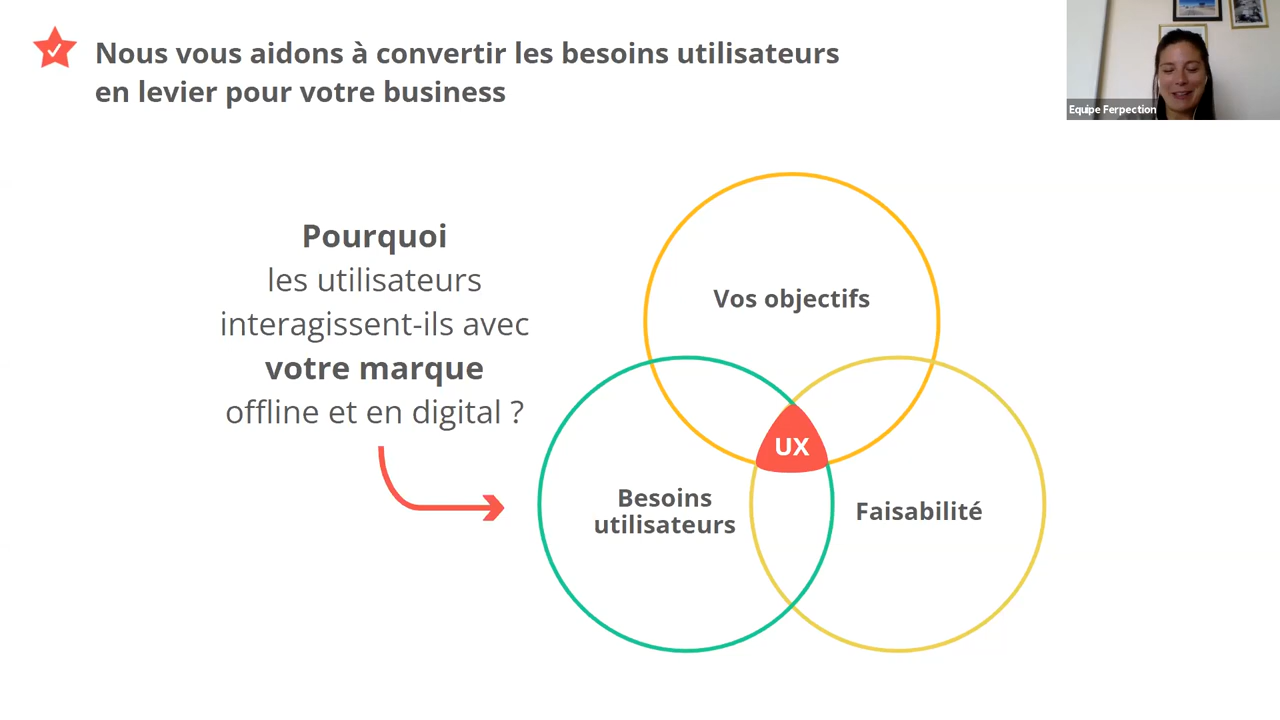 Nous vous aidons à convertir les besoins utilisateurs
en levier pour votre business
Equipe Ferpection
Pourquoi
les utilisateurs
interagissent-ils avec
votre marque
offline et en digital ?
Vos objectifs
UX
Besoins
utilisateurs
Faisabilité